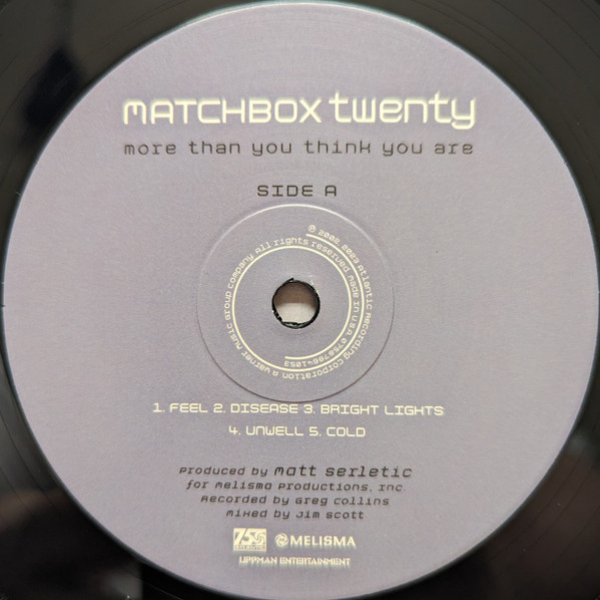 MATCHBOX twenty
more than you think you are
SIDE A
℗ 2002, 2023 Atlantic Recording Corporation A Warner Music Group Company All rights reserved Made in U.S.A.
1. FEEL 2. DISEASE 3. BRIGHT LIGHTS
4. UNWELL 5. COLD
Produced by Matt Serletic
for Melisma Productions, Inc
Recorded by Greg Collins
Mixed by Jim Scott
75
MELISMA
LIPPMAN ENTERTAINMENT